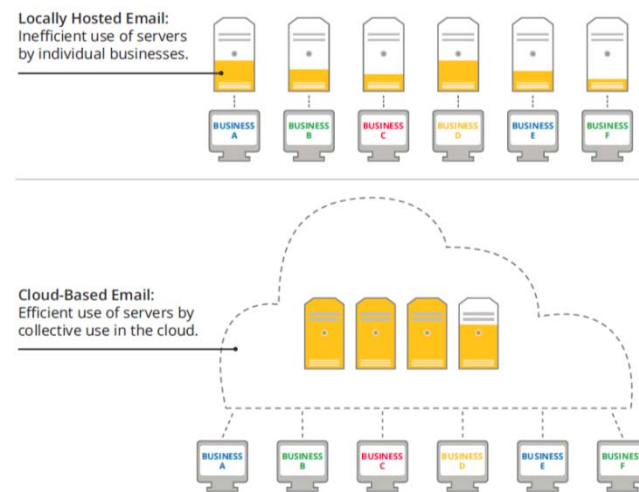 Locally Hosted Email:
Inefficient use of servers
by individual businesses.
BUSINESS
A
BUSINESS
B
BUSINESS
C
BUSINESS
D
BUSINESS
E
BUSINESS
F
Cloud-Based Email:
Efficient use of servers by
collective use in the cloud.
BUSINESS
A
BUSINESS
B
BUSINESS
C
BUSINESS
D
BUSINESS
E
BUSINESS
F